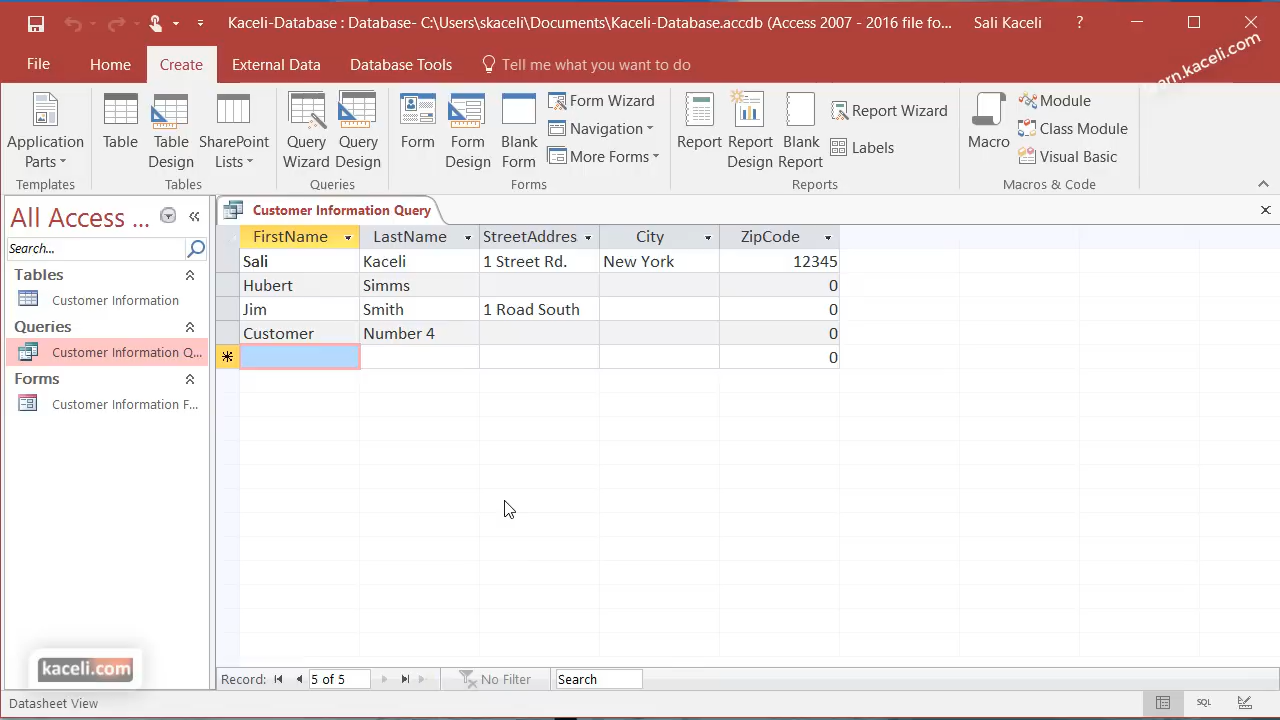 Kaceli-Database : Database- C:\Users\skaceli\Documents\Kaceli-Database.accdb (Access 2007 - 2016 file fo...
Sali Kaceli
?
File
Home
Create
External Data
Database Tools
Tell me what you want to do
earn.kaceli.com
Application Parts
Templates
Table
Table Design
SharePoint Lists
Tables
Query Wizard
Query Design
Queries
Form
Form Design
Blank Form
Form Wizard
Navigation
More Forms
Forms
Report
Report Design
Blank Report
Report Wizard
Labels
Reports
Macro
Module
Class Module
Visual Basic
Macros & Code
All Access ...
Search...
Tables
Customer Information
Queries
Customer Information Q...
Forms
Customer Information F...
Customer Information Query
FirstName LastName StreetAddres City ZipCode
Sali Kaceli 1 Street Rd. New York 12345
Hubert Simms 0
Jim Smith 1 Road South 0
Customer Number 4 0
0
kaceli.com
Record: 5 of 5 No Filter Search
Datasheet View
SQL